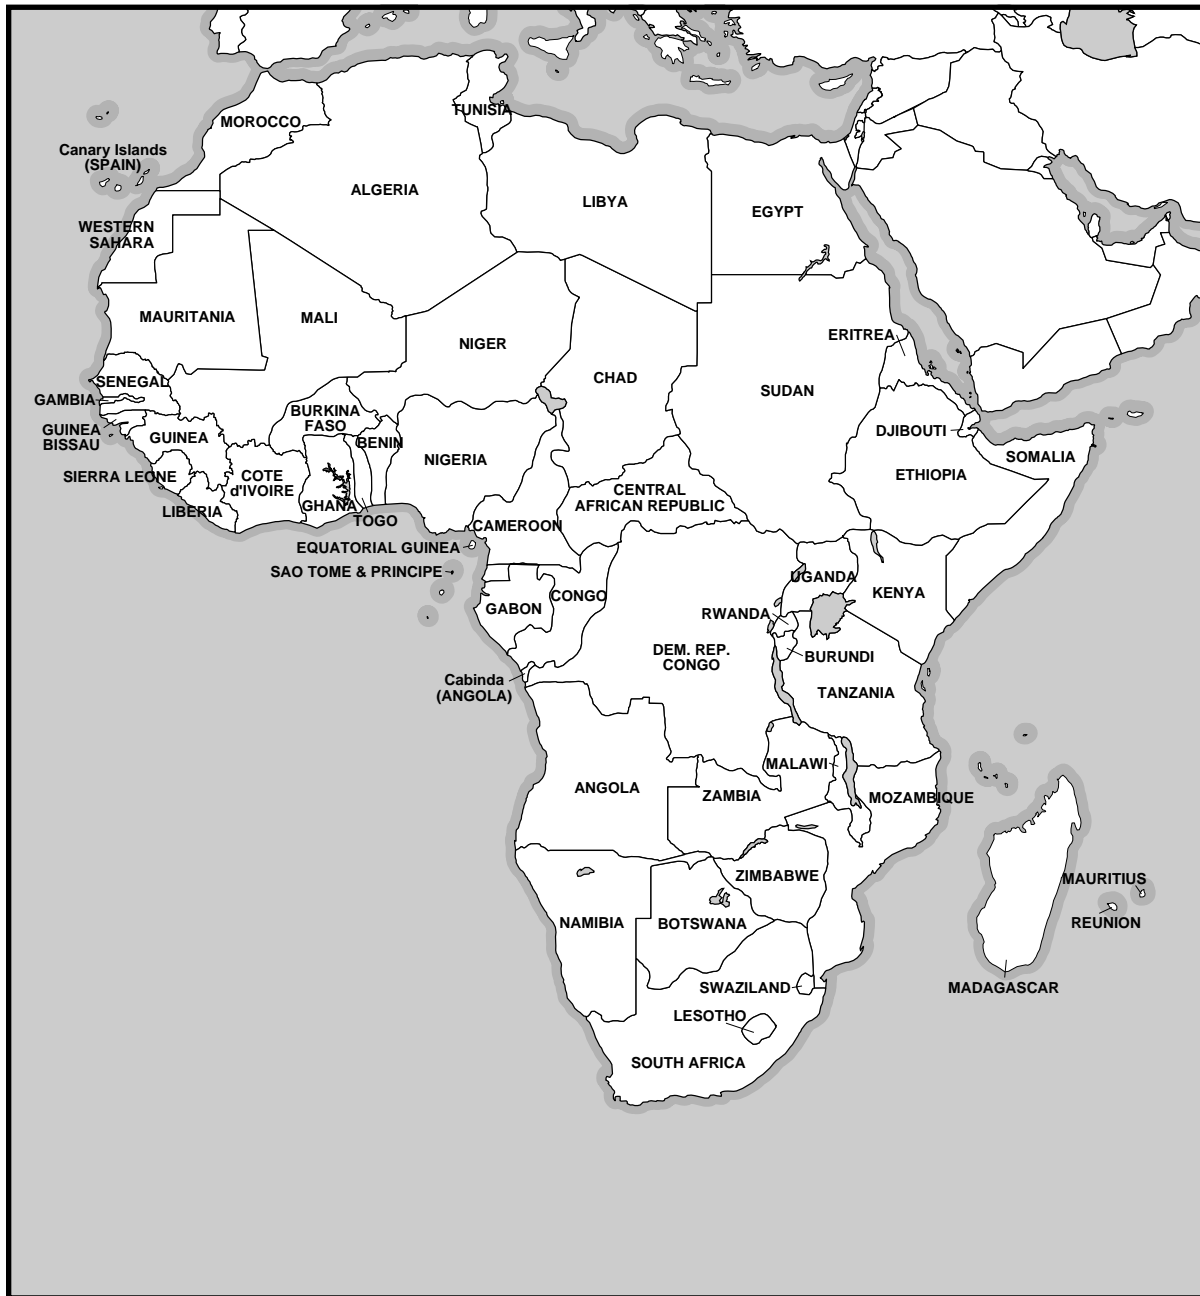 TUNISIA
MOROCCO
Canary Islands
(SPAIN)
ALGERIA
LIBYA
EGYPT
WESTERN
SAHARA
MAURITANIA
MALI
NIGER
ERITREA
CHAD
SENEGAL
SUDAN
GAMBIA
BURKINA
FASO
GUINEA
BISSAU
GUINEA
BENIN
DJIBOUTI
NIGERIA
SOMALIA
SIERRA LEONE
COTE
d'IVOIRE
ETHIOPIA
CENTRAL
AFRICAN REPUBLIC
LIBERIA
GHANA
TOGO
CAMEROON
EQUATORIAL GUINEA
SAO TOME & PRINCIPE
UGANDA
KENYA
GABON
CONGO
RWANDA
DEM. REP.
CONGO
BURUNDI
Cabinda
(ANGOLA)
TANZANIA
MALAWI
ANGOLA
ZAMBIA
MOZAMBIQUE
ZIMBABWE
MAURITIUS
NAMIBIA
BOTSWANA
REUNION
SWAZILAND
MADAGASCAR
LESOTHO
SOUTH AFRICA